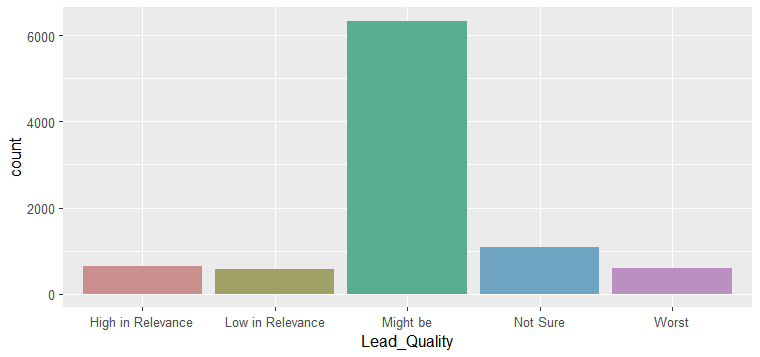 6000
4000
2000
0
count
High in Relevance Low in Relevance Might be Not Sure Worst
Lead_Quality